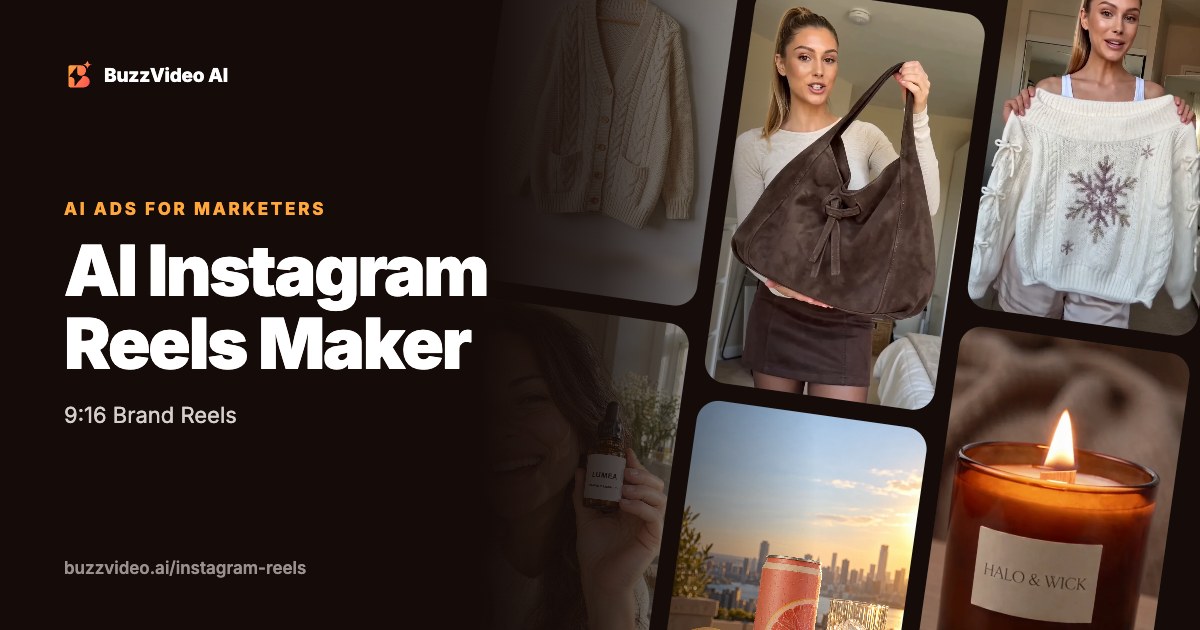 BuzzVideo AI
AI ADS FOR MARKETERS
AI Instagram
Reels Maker
9:16 Brand Reels
buzzvideo.ai/instagram-reels
LUMEA
HALO & WICK